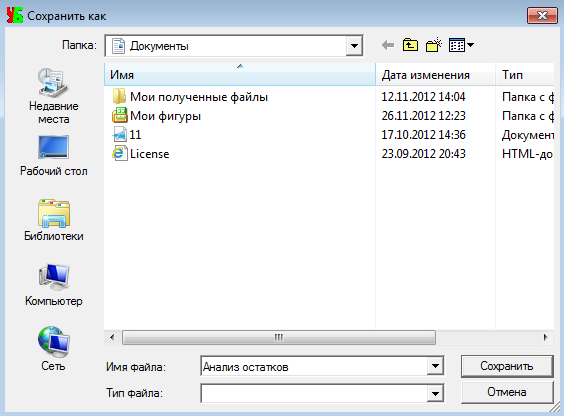 УБ Сохранить как
Папка: Документы
Имя Дата изменения Тип
Мои полученные файлы 12.11.2012 14:04 Папка с ф
Мои фигуры 26.11.2012 12:23 Папка с ф
11 17.10.2012 14:36 Документ
License 23.09.2012 20:43 HTML-до
Недавние
места
Рабочий стол
Библиотеки
Компьютер
Сеть
Имя файла: Анализ остатков Сохранить
Тип файла: Отмена